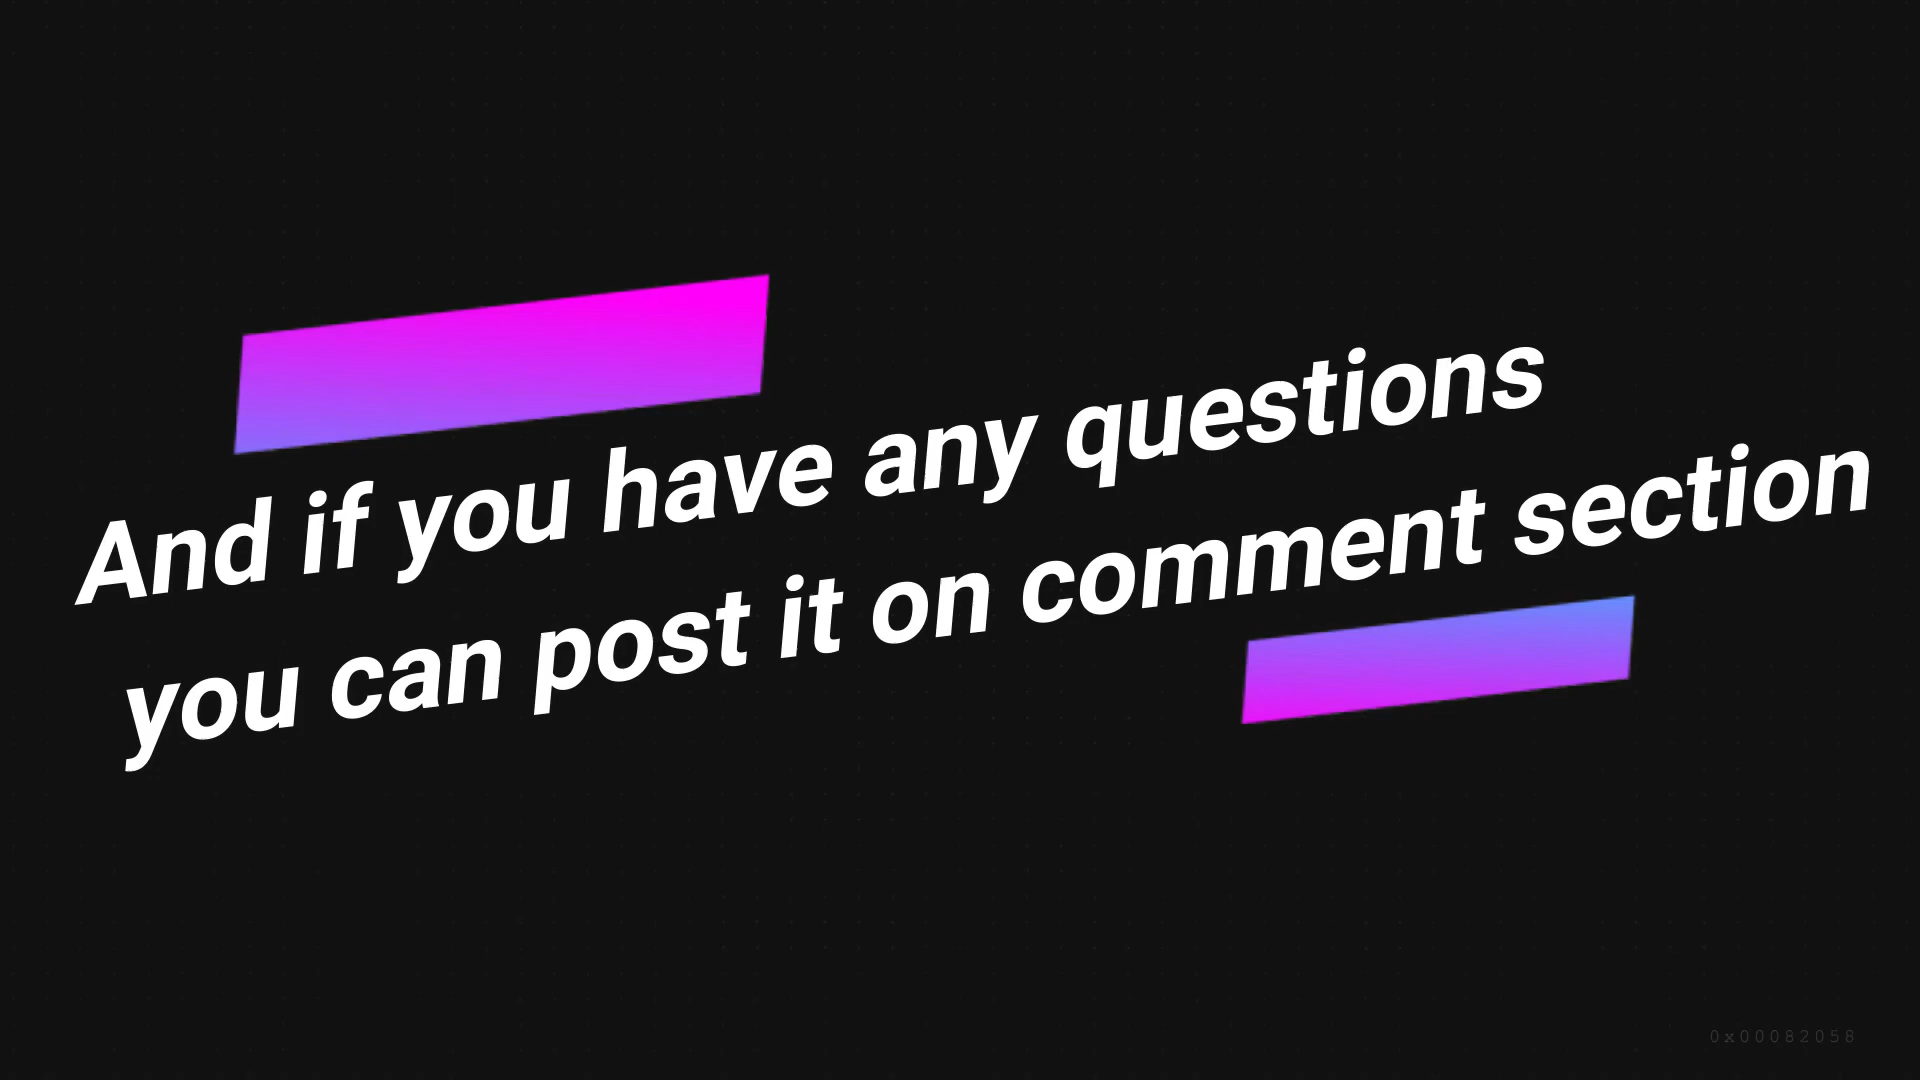 And if you have any questions
you can post it on comment section
0x00082058